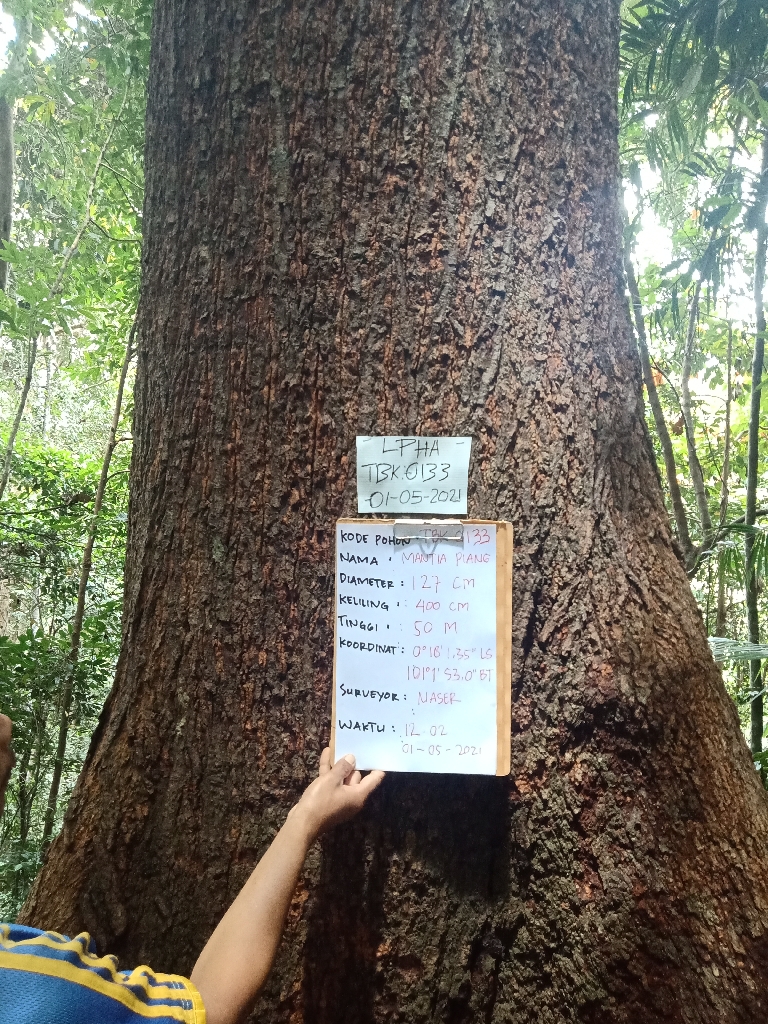 LPHA
TBK.0133
01-05-2021
KODE POHON TBK 133
NAMA : MANTIA PIANG
DIAMETER : 127 CM
KELILING : 400 CM
TINGGI : 50 M
KOORDINAT : 0°16' 1,35" LS
101°1' 53.0" BT
SURVEYOR : NASER
WAKTU : 12.02
01-05-2021